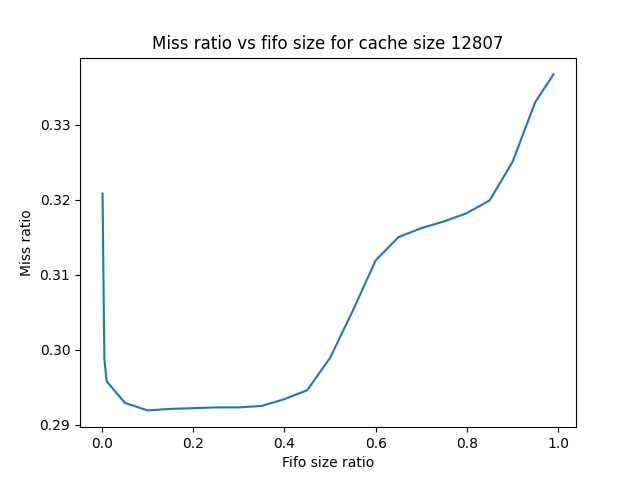 Miss ratio vs fifo size for cache size 12807
Miss ratio
0.33
0.32
0.31
0.30
0.29
0.0 0.2 0.4 0.6 0.8 1.0
Fifo size ratio